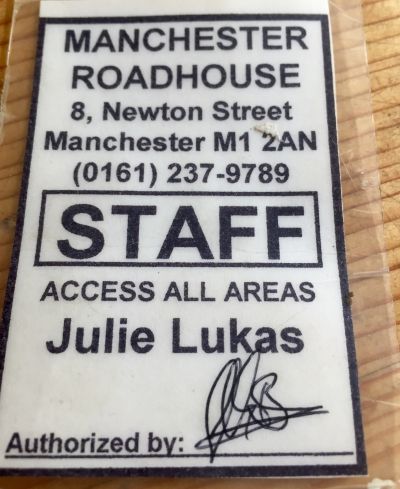 MANCHESTER
ROADHOUSE
8, Newton Street
Manchester M1 2AN
(0161) 237-9789
STAFF
ACCESS ALL AREAS
Julie Lukas
Authorized by: